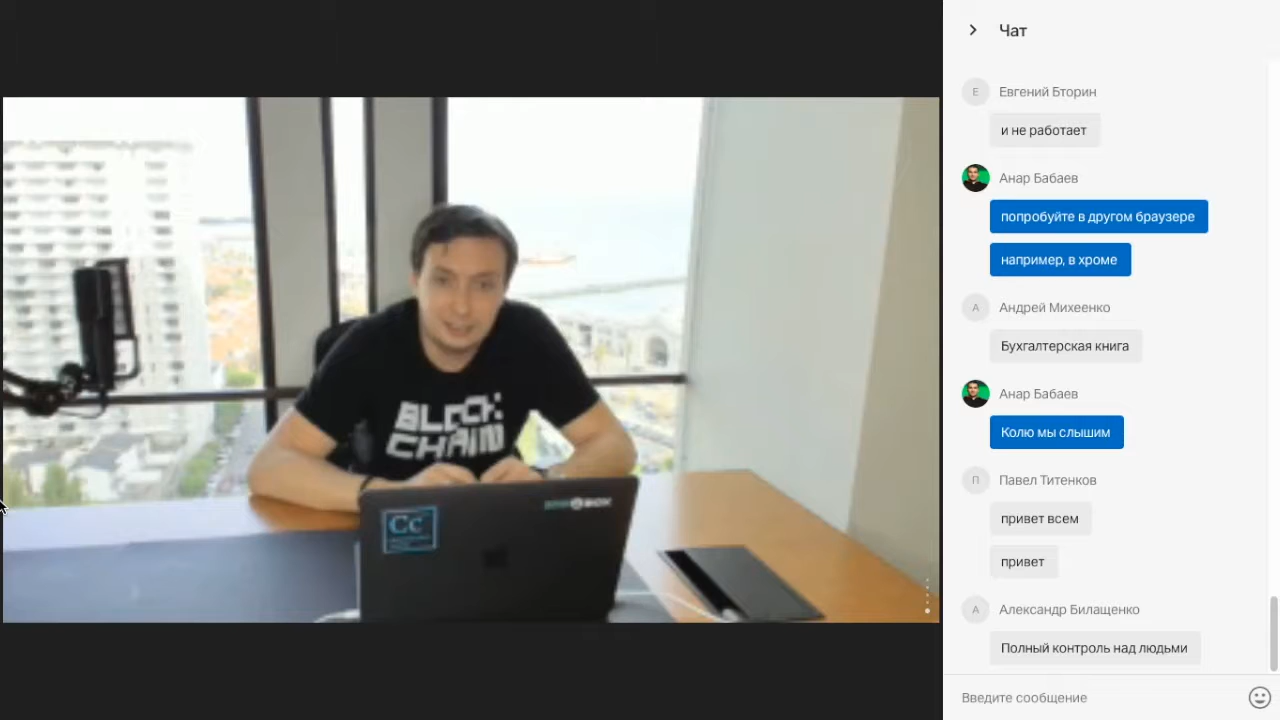 BLOCK
CHAIN
Cc
Чат
Е
Евгений Бторин
и не работает
Анар Бабаев
попробуйте в другом браузере
например, в хроме
А
Андрей Михеенко
Бухгалтерская книга
Анар Бабаев
Колю мы слышим
П
Павел Титенков
привет всем
привет
А
Александр Билащенко
Полный контроль над людьми
Введите сообщение